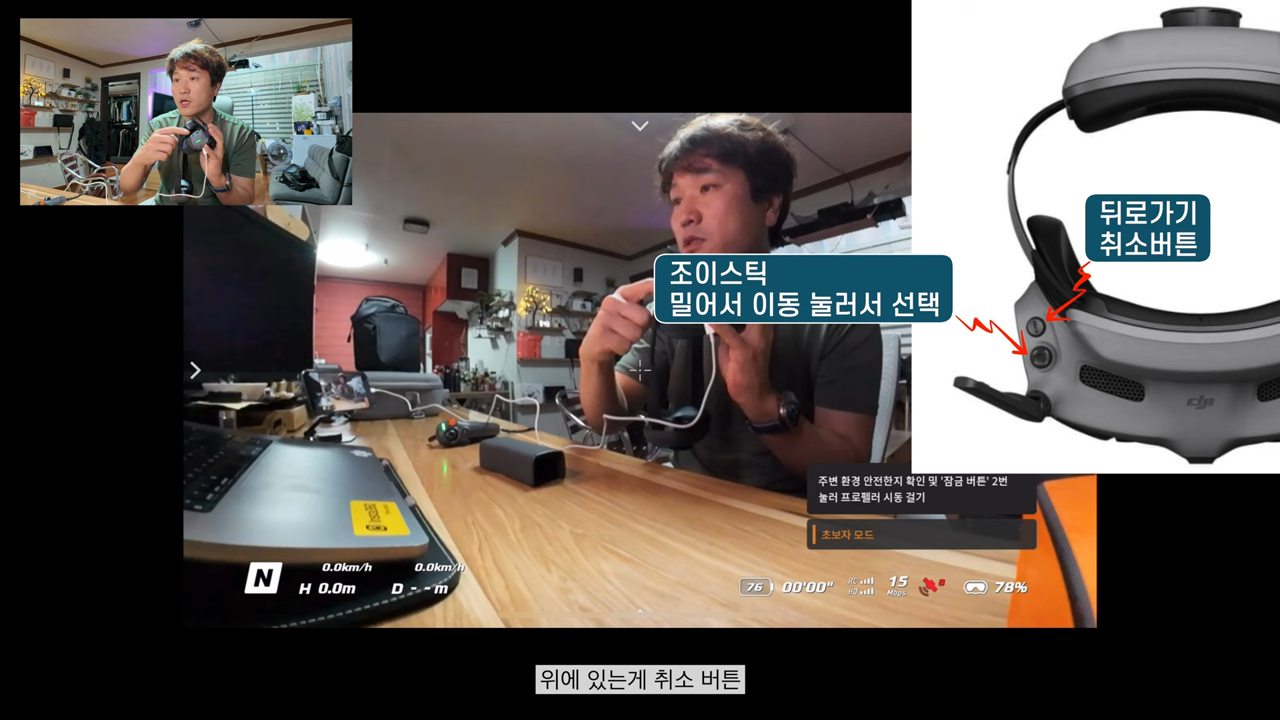 뒤로가기
취소버튼
조이스틱
밀어서 이동 눌러서 선택
dji
주변 환경 안전한지 확인 및 '잠금 버튼' 2번
눌러 프로펠러 시동 걸기
초보자 모드
N
0.0km/h
0.0km/h
H 0.0m
D - - m
76
00'00"
RC
HD
15
Mbps
78%
위에 있는게 취소 버튼